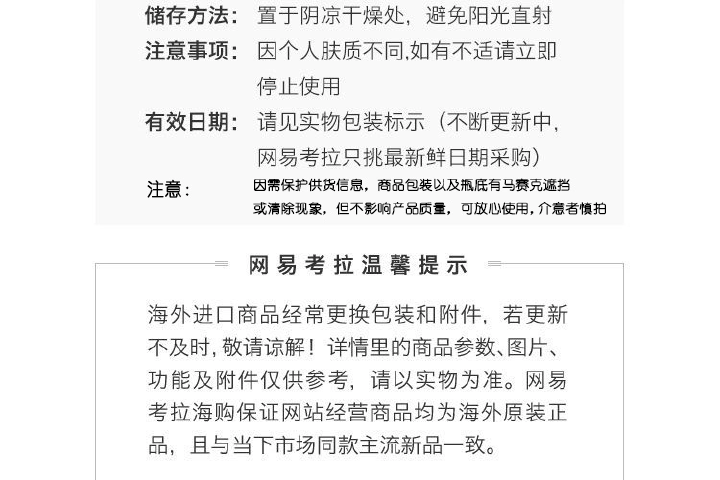 储存方法： 置于阴凉干燥处，避免阳光直射
注意事项： 因个人肤质不同,如有不适请立即
停止使用
有效日期： 请见实物包装标示（不断更新中，
网易考拉只挑最新鲜日期采购）
注意： 因需保护供货信息，商品包装以及瓶底有马赛克遮挡
或清除现象，但不影响产品质量，可放心使用，介意者慎拍
网易考拉温馨提示
海外进口商品经常更换包装和附件，若更新
不及时，敬请谅解！详情里的商品参数、图片、
功能及附件仅供参考，请以实物为准。网易
考拉海购保证网站经营商品均为海外原装正
品，且与当下市场同款主流新品一致。